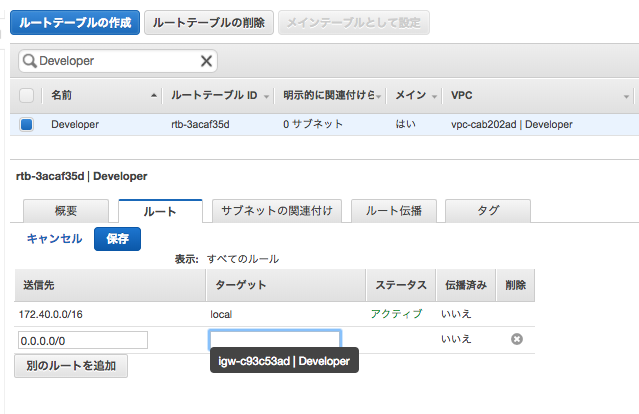 ルートテーブルの作成 ルートテーブルの削除 メインテーブルとして設定
Developer
名前 ルートテーブル ID 明示的に関連付けら メイン VPC
Developer rtb-3acaf35d 0 サブネット はい vpc-cab202ad | Developer
rtb-3acaf35d | Developer
概要 ルート サブネットの関連付け ルート伝播 タグ
キャンセル 保存
表示: すべてのルール
送信先 ターゲット ステータス 伝播済み 削除
172.40.0.0/16 local アクティブ いいえ
0.0.0.0/0 いいえ
igw-c93c53ad | Developer
別のルートを追加